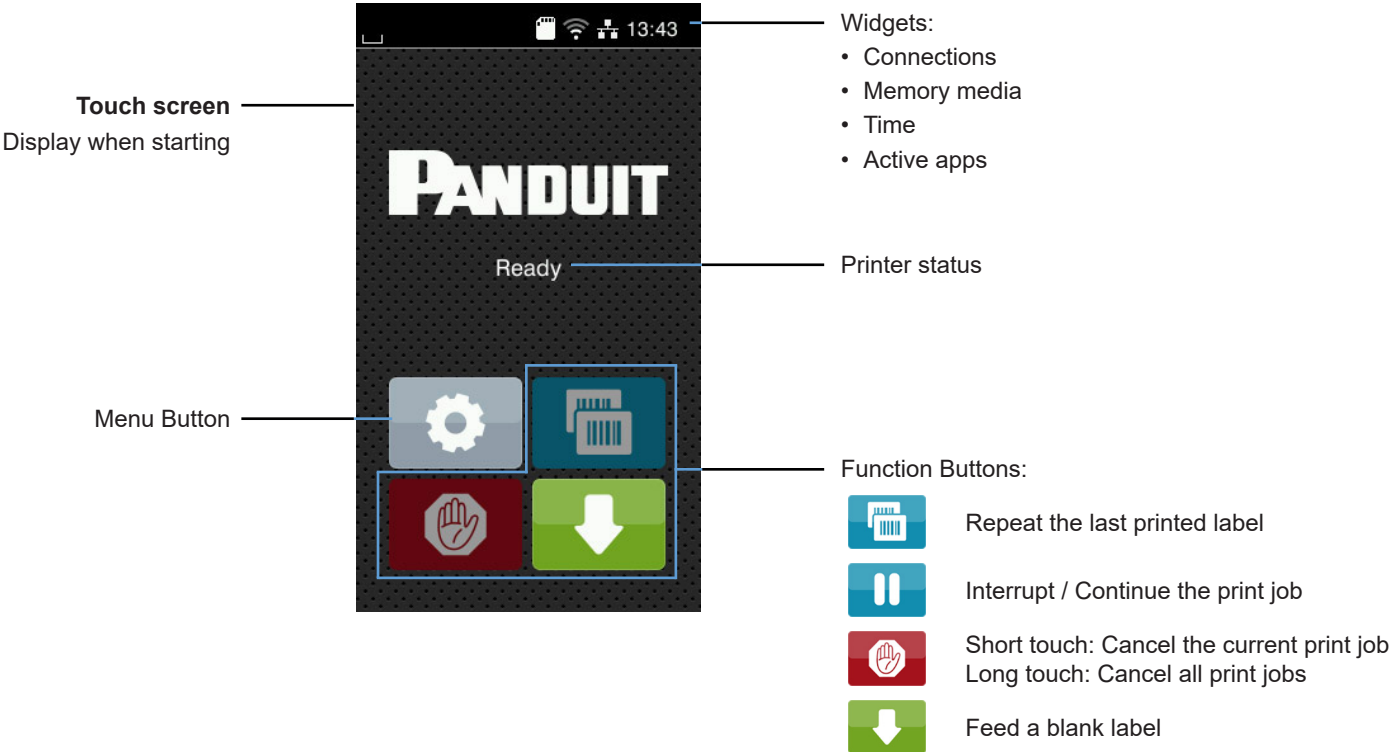 13:43
Widgets:
• Connections
• Memory media
• Time
• Active apps
Touch screen
Display when starting
PANDUIT
Ready
Printer status
Menu Button
Function Buttons:
Repeat the last printed label
Interrupt / Continue the print job
Short touch: Cancel the current print job
Long touch: Cancel all print jobs
Feed a blank label